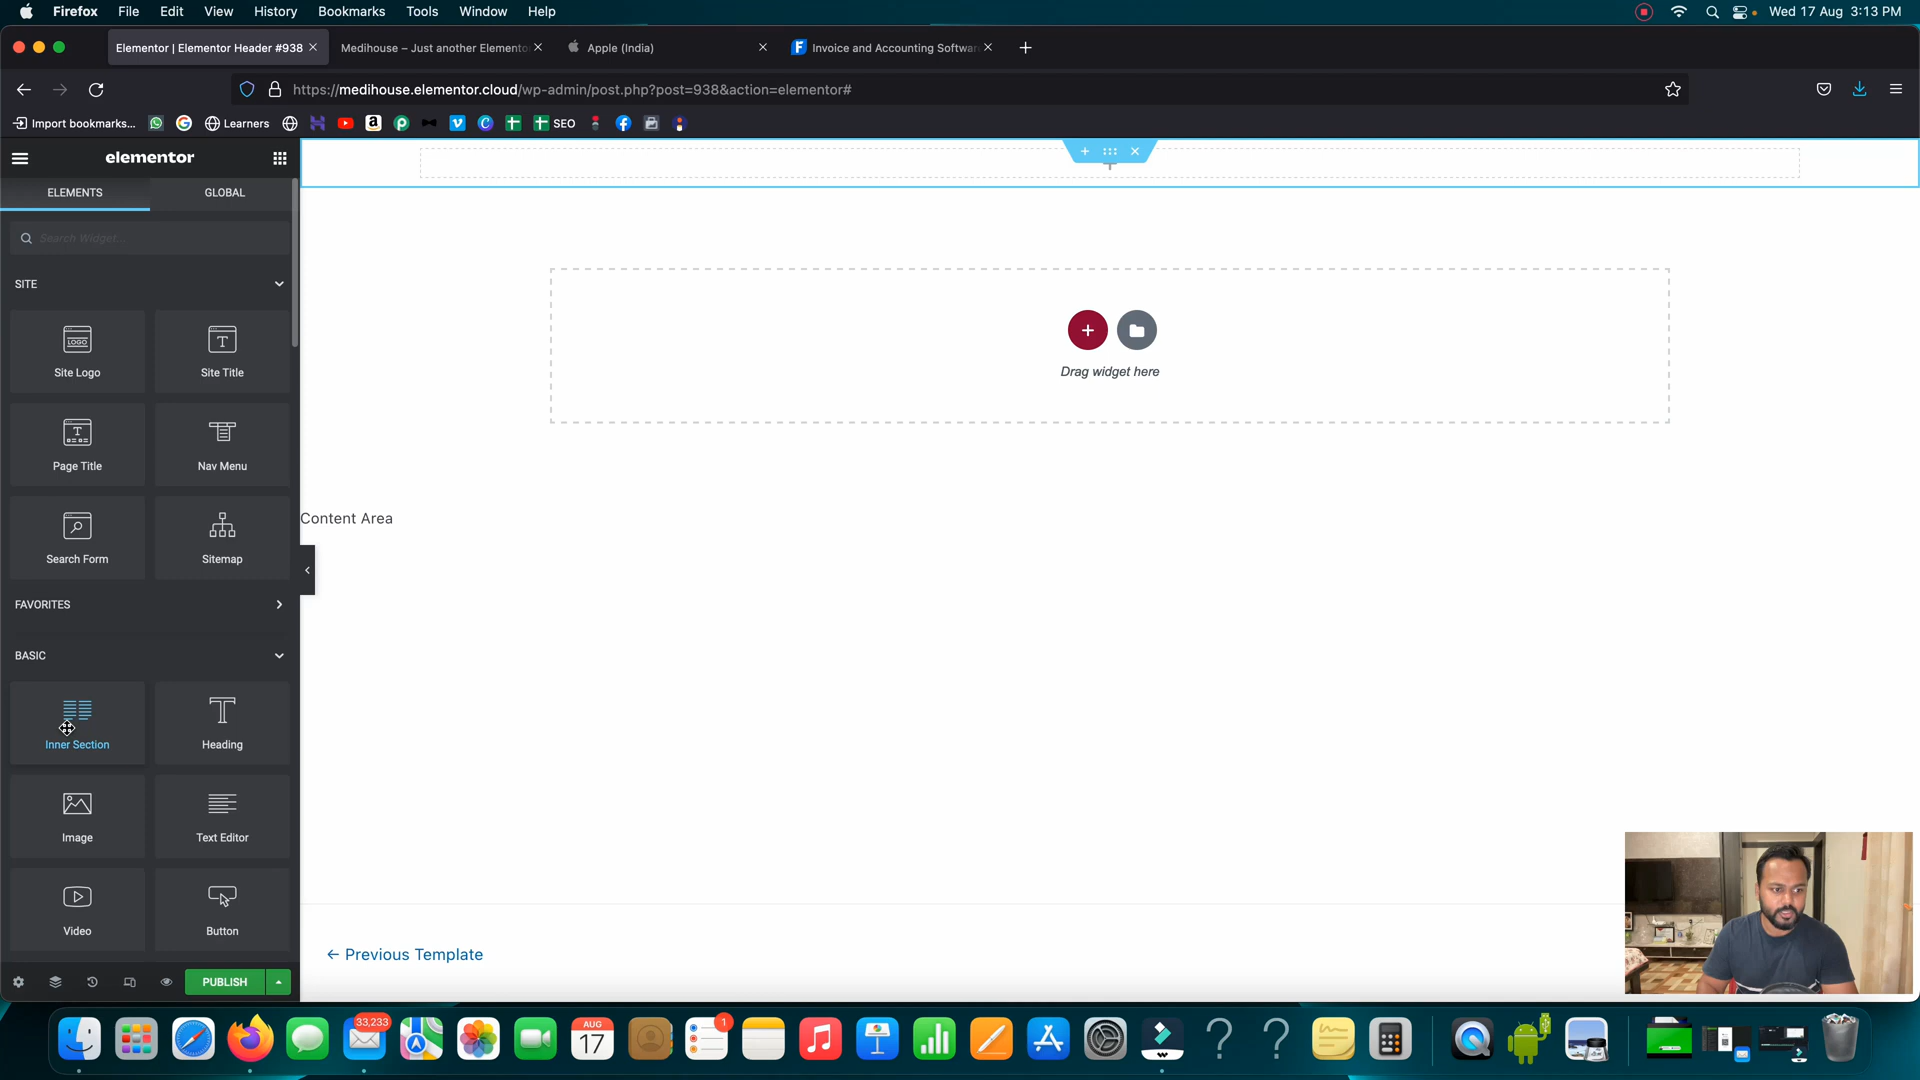 Firefox File Edit View History Bookmarks Tools Window Help
Wed 17 Aug 3:13 PM
Elementor | Elementor Header #938
Medihouse – Just another Elemento
Apple (India)
Invoice and Accounting Softwar
https://medihouse.elementor.cloud/wp-admin/post.php?post=938&action=elementor#
Import bookmarks...
Learners
SEO
elementor
ELEMENTS
GLOBAL
Search Widget...
SITE
LOGO
Site Logo
Site Title
Page Title
Nav Menu
Search Form
Sitemap
FAVORITES
BASIC
Inner Section
Heading
Image
Text Editor
Video
Button
PUBLISH
Drag widget here
Content Area
← Previous Template
33,233
AUG
17
1